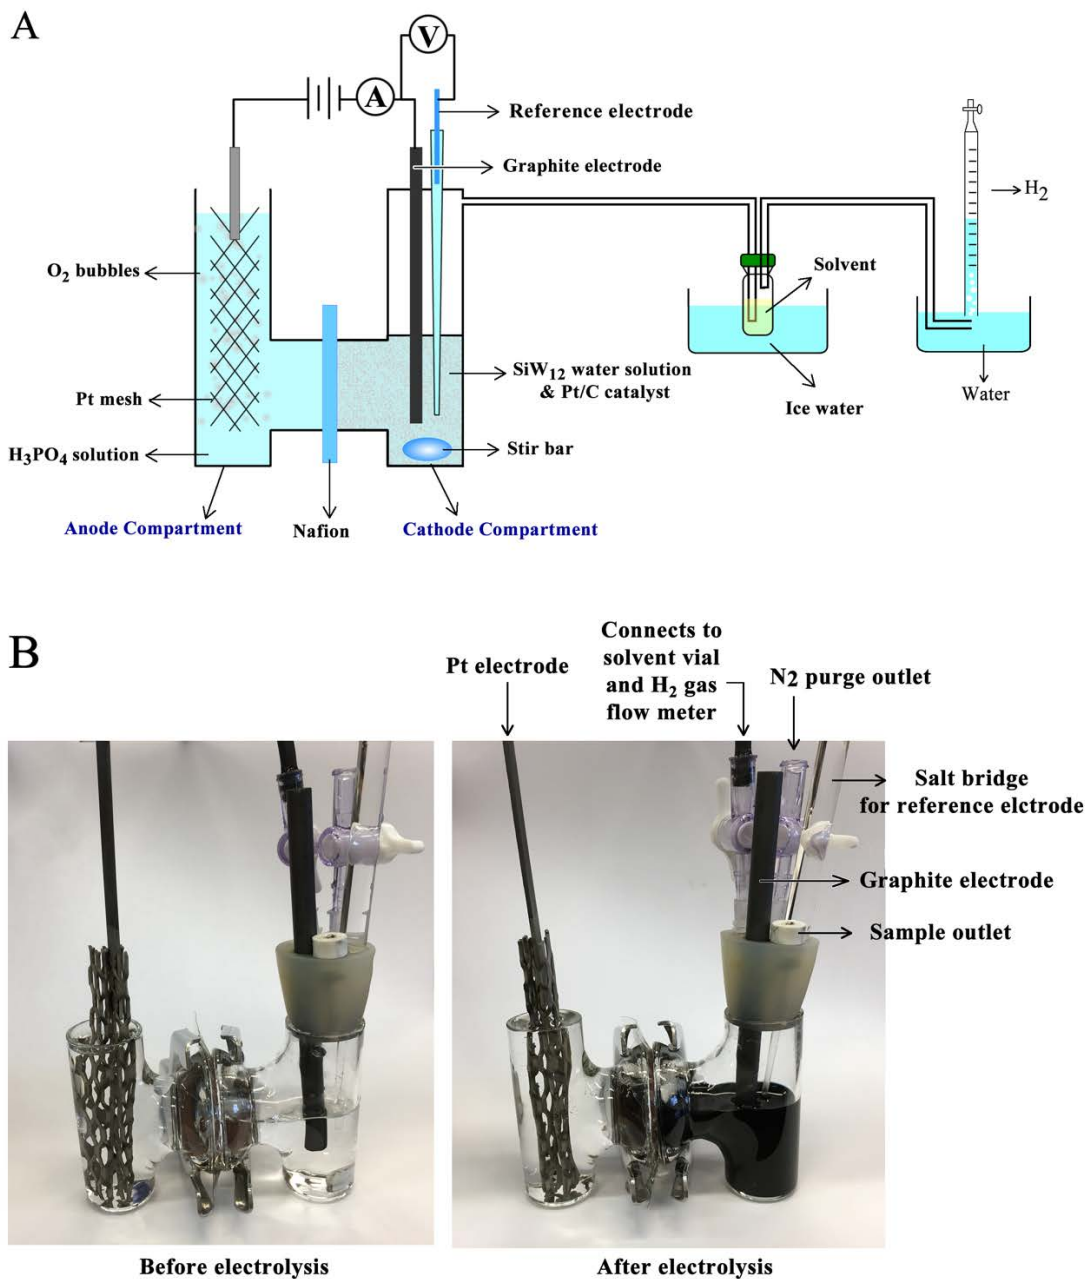 A
V
A
Reference electrode
Graphite electrode
H2
O2 bubbles
Solvent
SiW12 water solution
& Pt/C catalyst
Pt mesh
Ice water
Water
H3PO4 solution
Stir bar
Anode Compartment
Nafion
Cathode Compartment
B
Connects to
solvent vial
and H2 gas
flow meter
Pt electrode
N2 purge outlet
Salt bridge
for reference elctrode
Graphite electrode
Sample outlet
Before electrolysis
After electrolysis